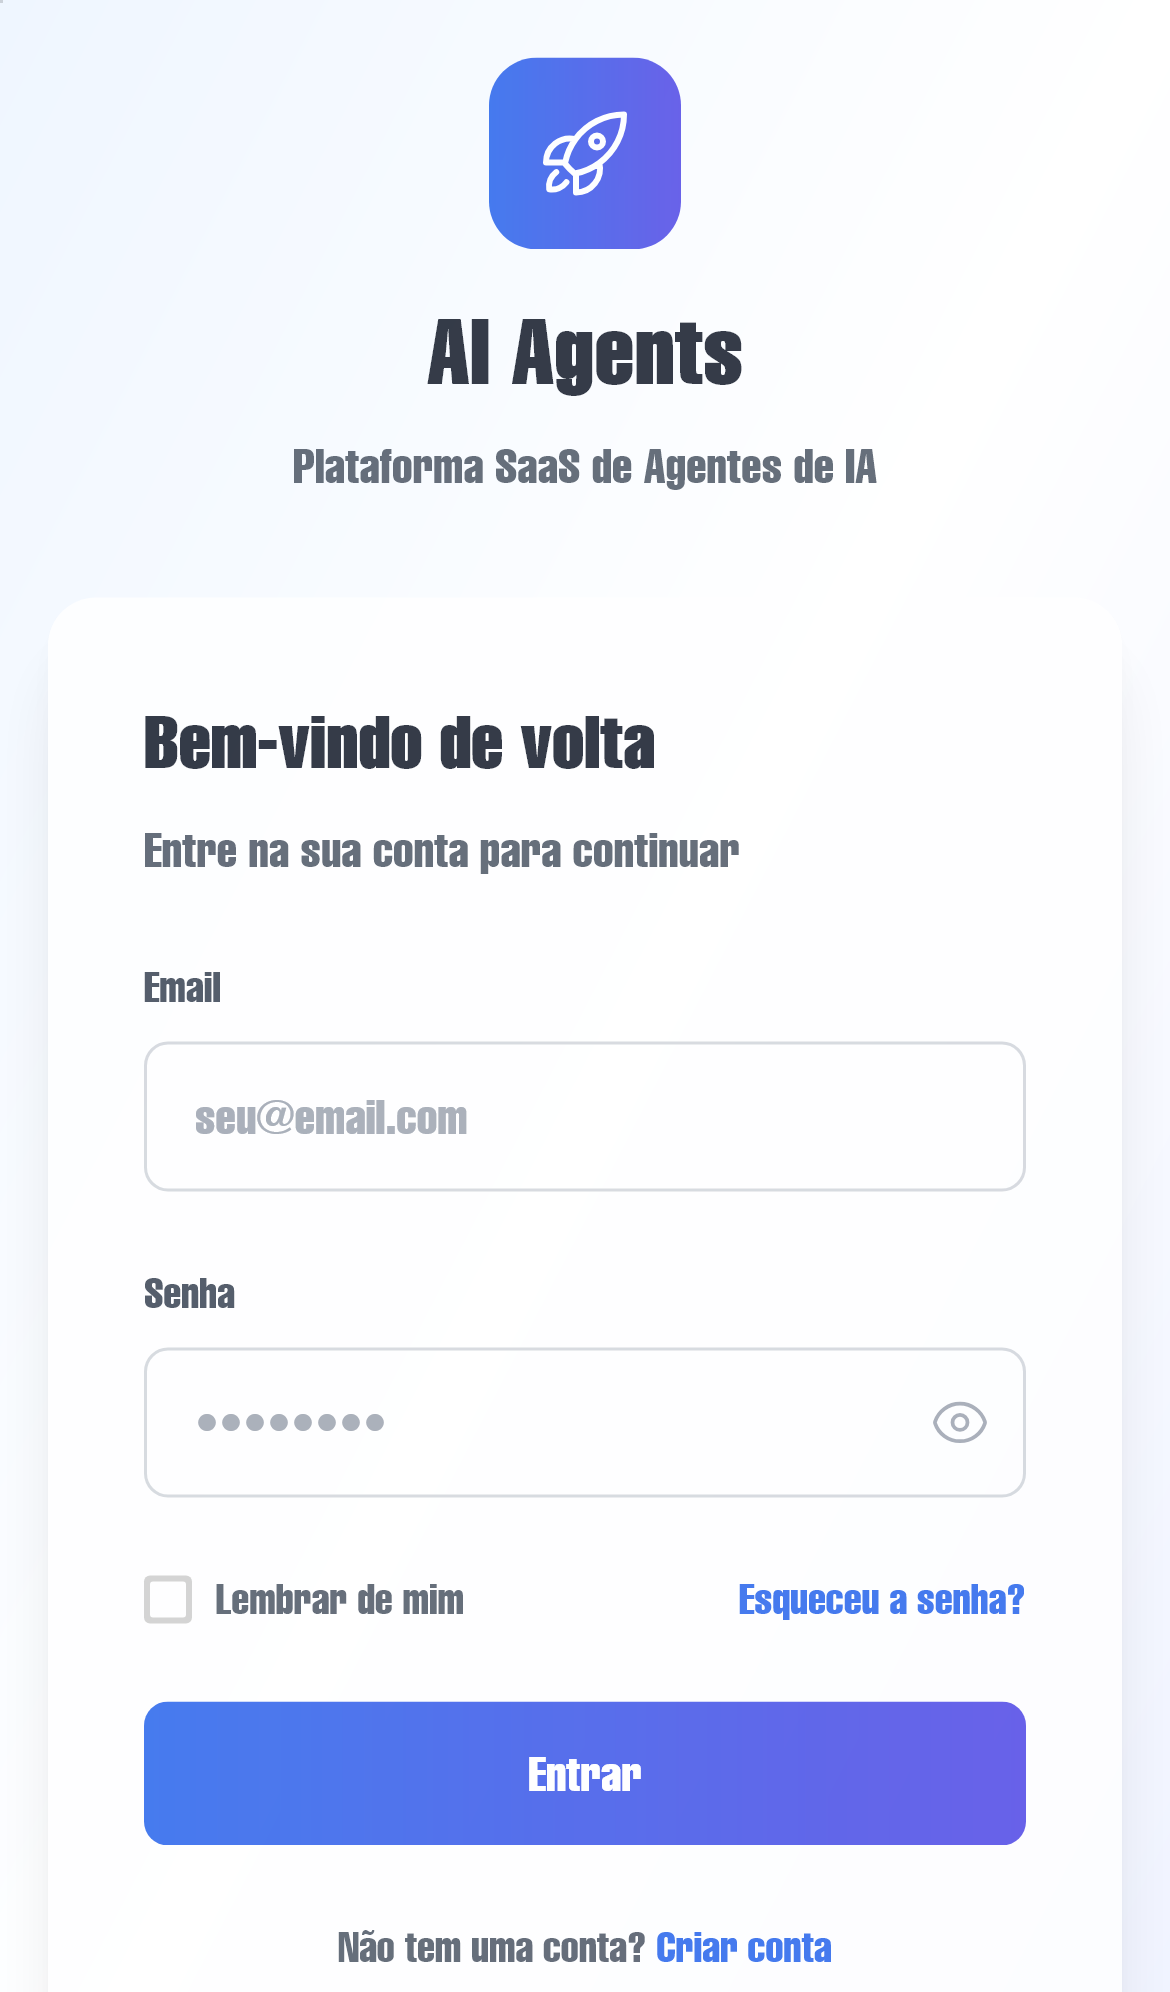 AI Agents
Plataforma SaaS de Agentes de IA
Bem-vindo de volta
Entre na sua conta para continuar
Email
seu@email.com
Senha
••••••••
Lembrar de mim
Esqueceu a senha?
Entrar
Não tem uma conta? Criar conta